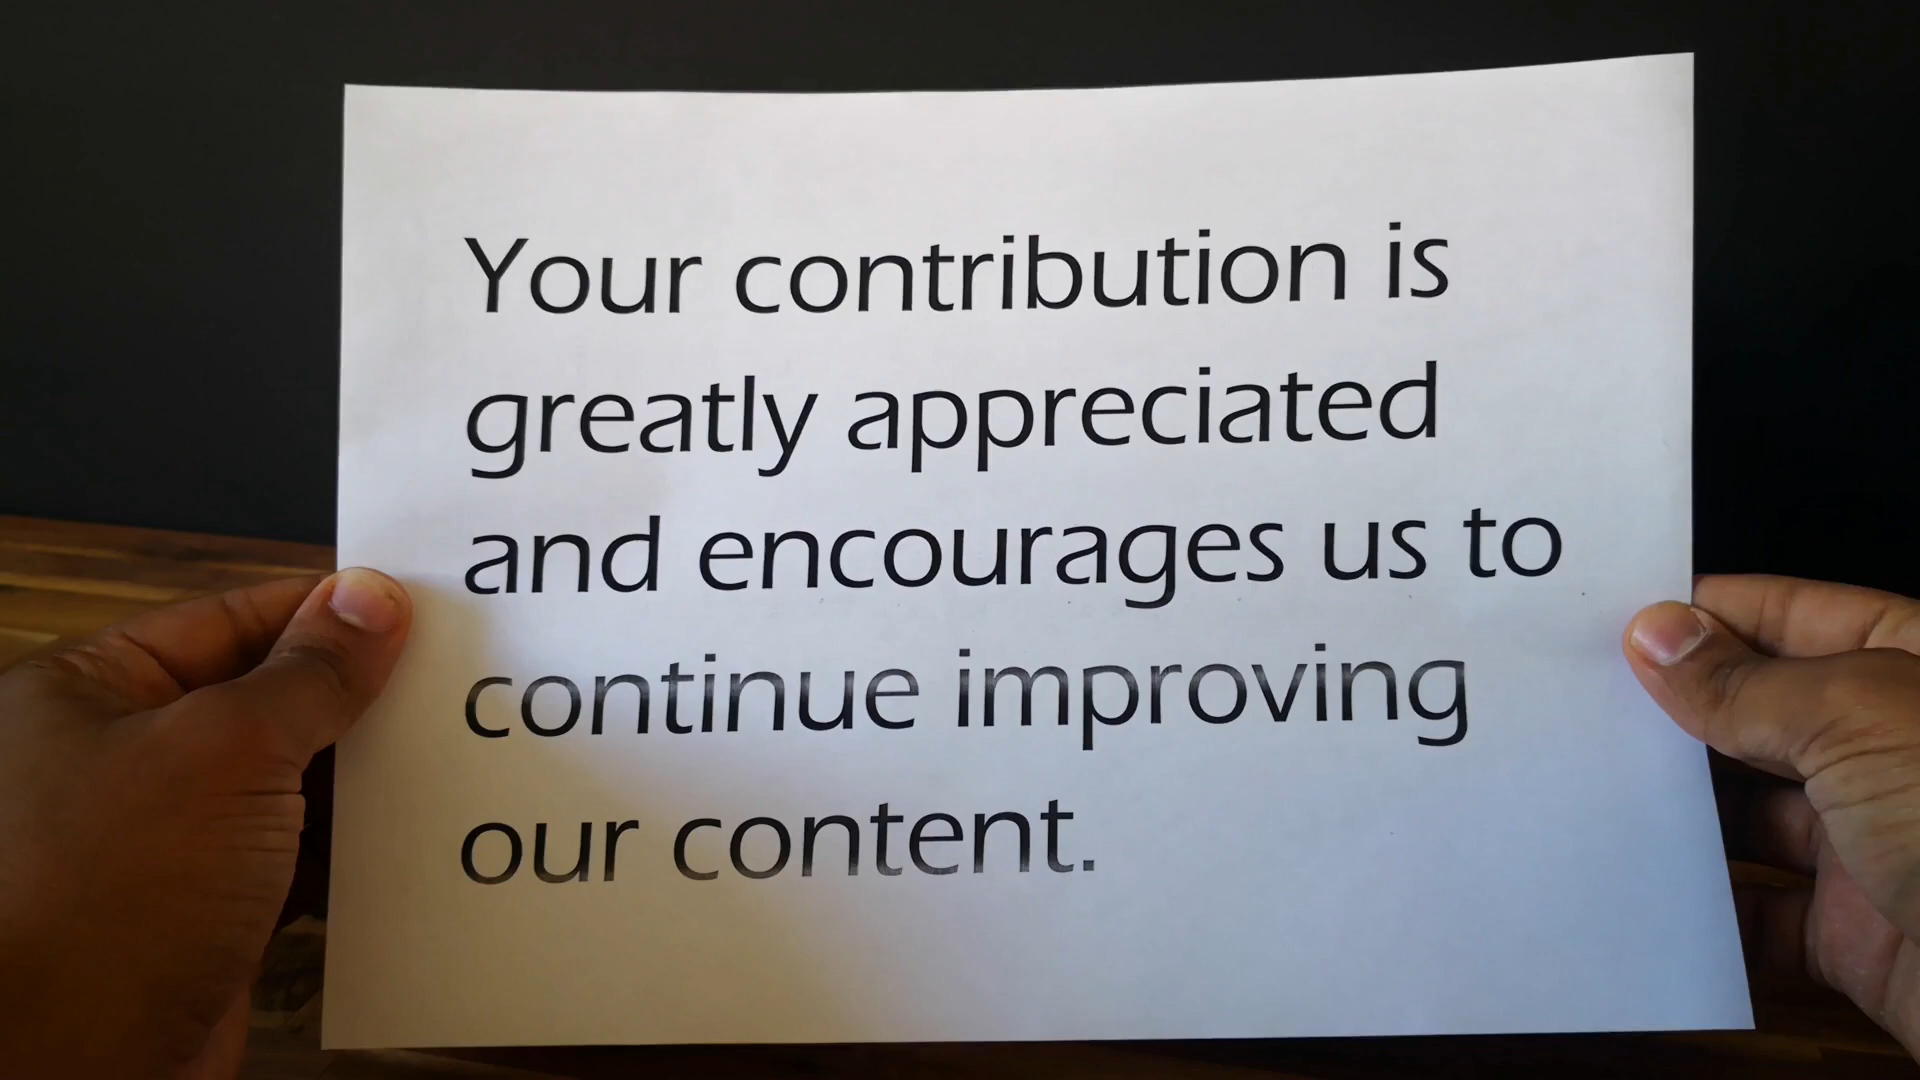 Your contribution is
greatly appreciated
and encourages us to
continue improving
our content.